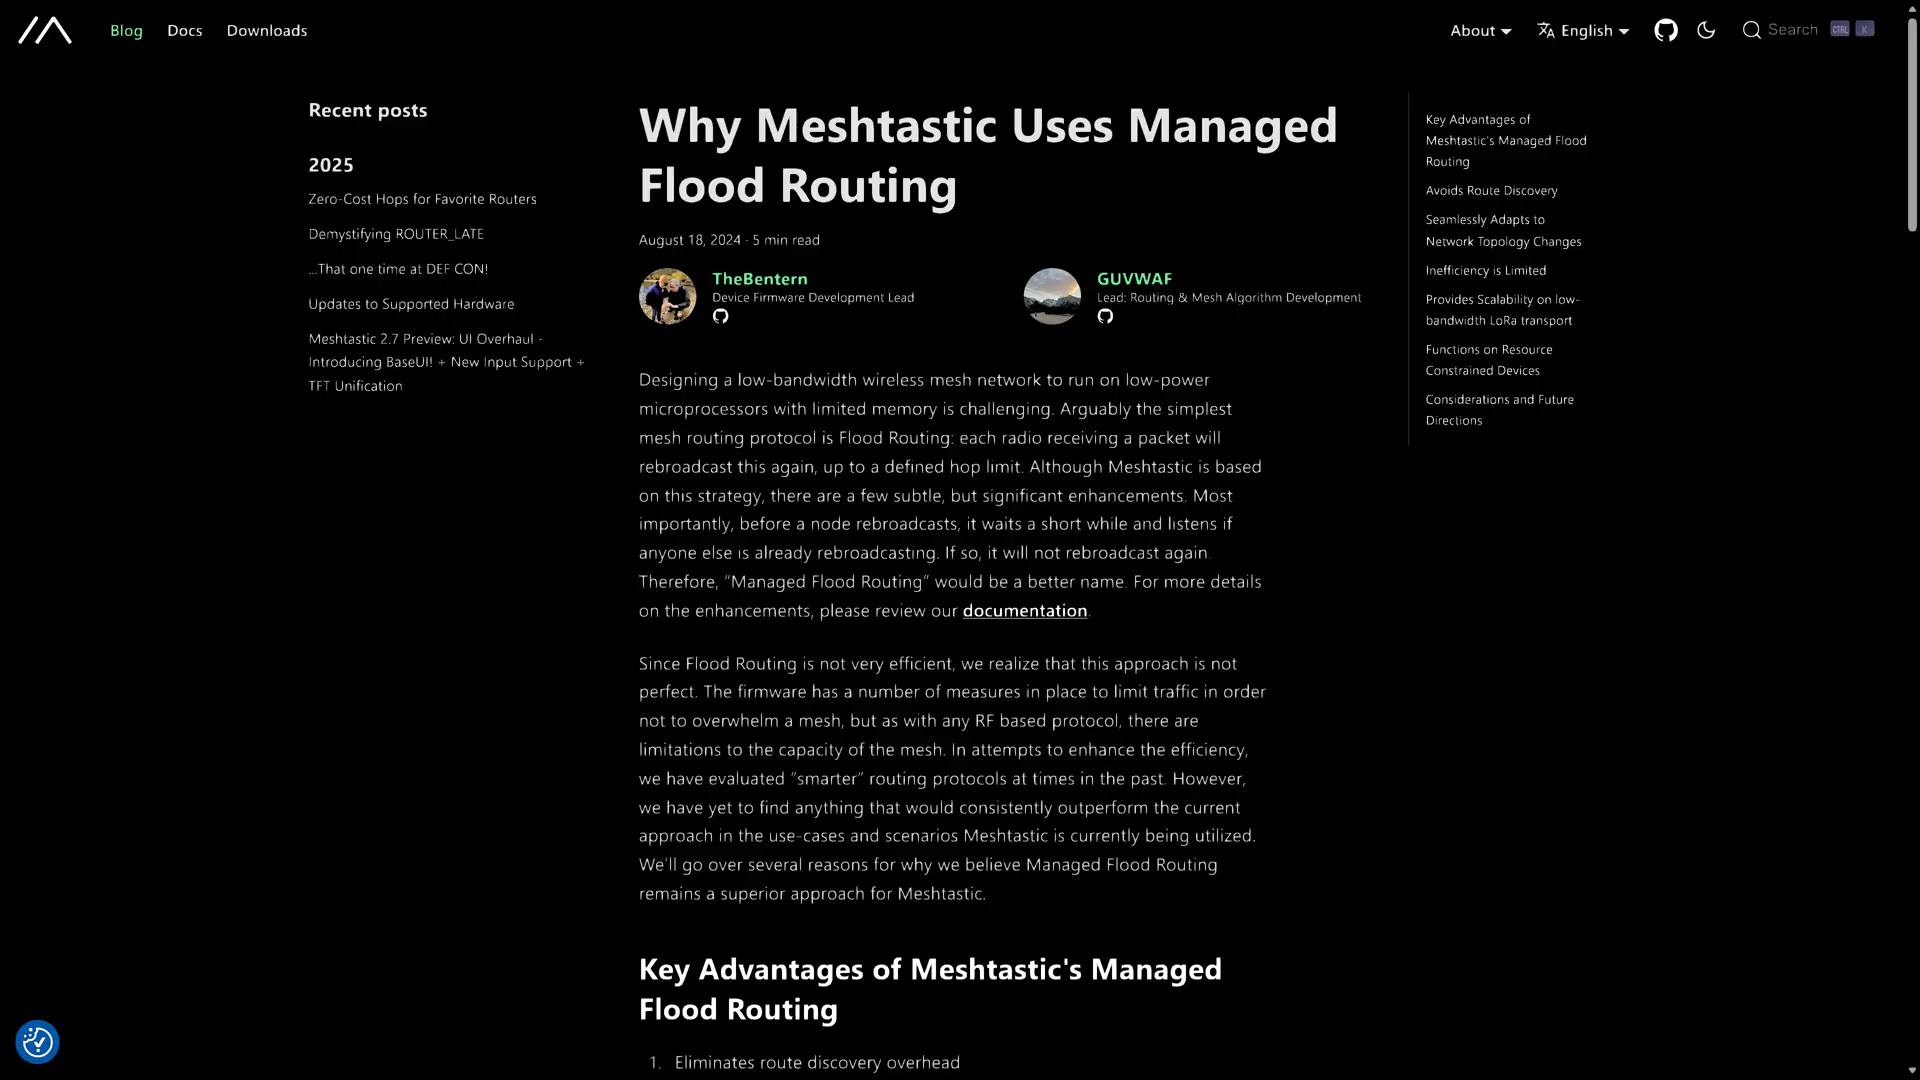 Blog Docs Downloads About English Search CTRL K
Recent posts
2025
Zero-Cost Hops for Favorite Routers
Demystifying ROUTER_LATE
...That one time at DEF CON!
Updates to Supported Hardware
Meshtastic 2.7 Preview: UI Overhaul -
Introducing BaseUI! + New Input Support +
TFT Unification
Why Meshtastic Uses Managed
Flood Routing
August 18, 2024 · 5 min read
TheBentern
Device Firmware Development Lead
GUVWAF
Lead: Routing & Mesh Algorithm Development
Designing a low-bandwidth wireless mesh network to run on low-power
microprocessors with limited memory is challenging. Arguably the simplest
mesh routing protocol is Flood Routing: each radio receiving a packet will
rebroadcast this again, up to a defined hop limit. Although Meshtastic is based
on this strategy, there are a few subtle, but significant enhancements. Most
importantly, before a node rebroadcasts, it waits a short while and listens if
anyone else is already rebroadcasting. If so, it will not rebroadcast again.
Therefore, “Managed Flood Routing” would be a better name. For more details
on the enhancements, please review our documentation.
Since Flood Routing is not very efficient, we realize that this approach is not
perfect. The firmware has a number of measures in place to limit traffic in order
not to overwhelm a mesh, but as with any RF based protocol, there are
limitations to the capacity of the mesh. In attempts to enhance the efficiency,
we have evaluated “smarter” routing protocols at times in the past. However,
we have yet to find anything that would consistently outperform the current
approach in the use-cases and scenarios Meshtastic is currently being utilized.
We’ll go over several reasons for why we believe Managed Flood Routing
remains a superior approach for Meshtastic.
Key Advantages of Meshtastic's Managed
Flood Routing
1. Eliminates route discovery overhead
Key Advantages of
Meshtastic's Managed Flood
Routing
Avoids Route Discovery
Seamlessly Adapts to
Network Topology Changes
Inefficiency is Limited
Provides Scalability on low-
bandwidth LoRa transport
Functions on Resource
Constrained Devices
Considerations and Future
Directions